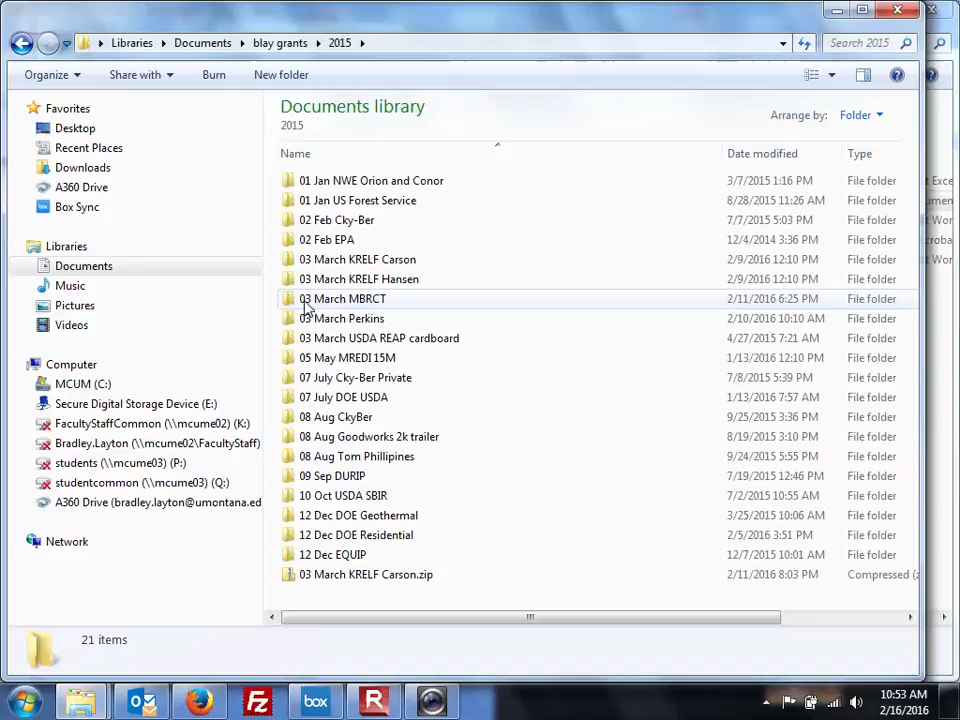 Libraries Documents blay grants 2015 Search 2015
Organize Share with Burn New folder
Favorites
Desktop
Recent Places
Downloads
A360 Drive
Box Sync
Libraries
Documents
Music
Pictures
Videos
Computer
MCUM (C:)
Secure Digital Storage Device (E:)
FacultyStaffCommon (\\mcume02) (K:)
Bradley.Layton (\\mcum02\FacultyStaff)
students (\\mcume03) (P:)
studentcommon (\\mcume03) (Q:)
A360 Drive (bradley.layton@umontana.ed
Network
Documents library
2015
Arrange by: Folder
Name Date modified Type
01 Jan NWE Orion and Conor 3/7/2015 1:16 PM File folder
01 Jan US Forest Service 8/28/2015 11:26 AM File folder
02 Feb Cky-Ber 7/7/2015 5:03 PM File folder
02 Feb EPA 12/4/2014 3:36 PM File folder
03 March KRELF Carson 2/9/2016 12:10 PM File folder
03 March KRELF Hansen 2/9/2016 12:10 PM File folder
03 March MBRCT 2/11/2016 6:25 PM File folder
03 March Perkins 2/10/2016 10:10 AM File folder
03 March USDA REAP cardboard 4/27/2015 7:21 AM File folder
05 May MREDI 15M 1/13/2016 12:10 PM File folder
07 July Cky-Ber Private 7/8/2015 5:39 PM File folder
07 July DOE USDA 1/13/2016 7:57 AM File folder
08 Aug CkyBer 9/25/2015 3:36 PM File folder
08 Aug Goodworks 2k trailer 8/19/2015 3:10 PM File folder
08 Aug Tom Phillipines 9/24/2015 5:55 PM File folder
09 Sep DURIP 7/19/2015 12:46 PM File folder
10 Oct USDA SBIR 7/2/2015 10:55 AM File folder
12 Dec DOE Geothermal 3/25/2015 10:06 AM File folder
12 Dec DOE Residential 2/5/2016 3:51 PM File folder
12 Dec EQUIP 12/7/2015 10:01 AM File folder
03 March KRELF Carson.zip 2/11/2016 8:03 PM Compressed (z
21 items
box
10:53 AM
2/16/2016